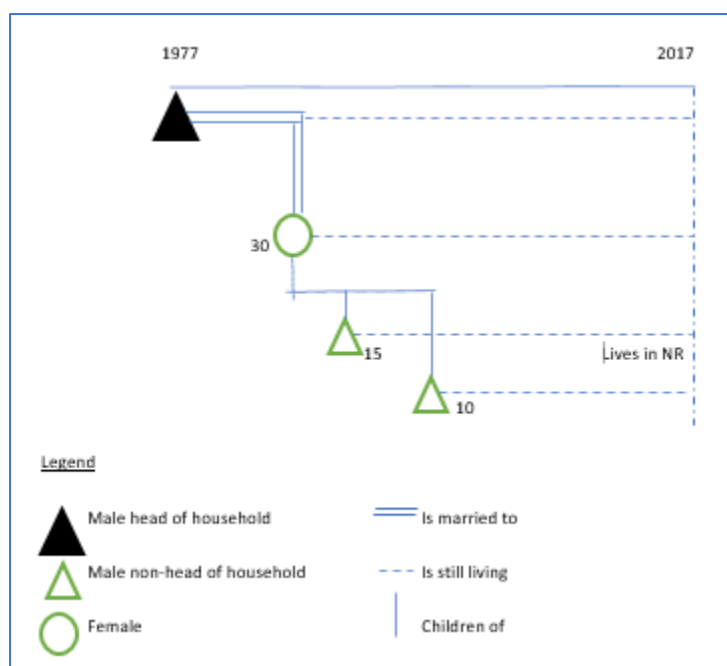 1977 2017
30
15
Lives in NR
10
Legend
Male head of household
Is married to
Male non-head of household
Is still living
Female
Children of